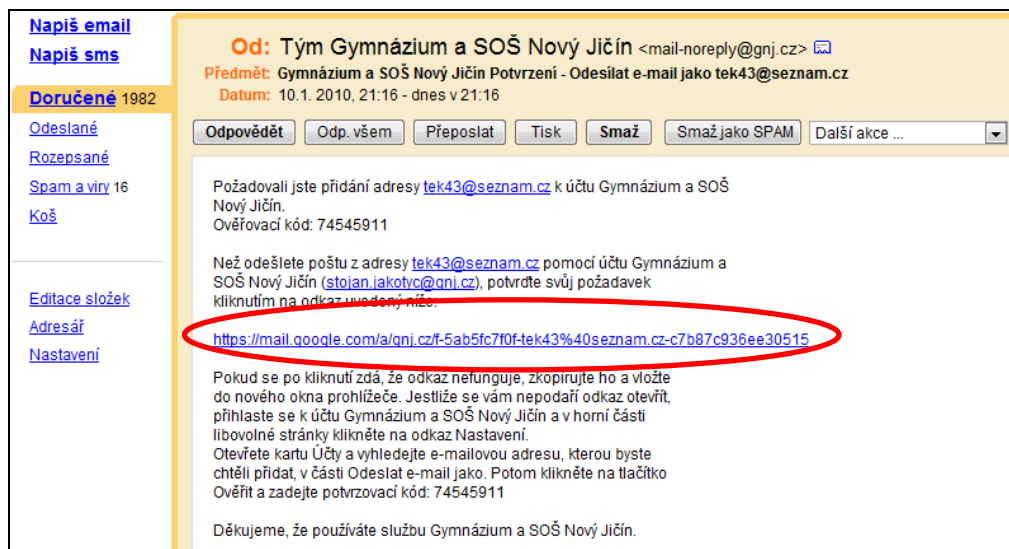 Napiš email
Napiš sms
Doručené 1982
Odeslané
Rozepsané
Spam a viry 16
Koš
Editace složek
Adresář
Nastavení
Od: Tým Gymnázium a SOŠ Nový Jičín <mail-noreply@gnj.cz>
Předmět: Gymnázium a SOŠ Nový Jičín Potvrzení - Odesílat e-mail jako tek43@seznam.cz
Datum: 10.1. 2010, 21:16 - dnes v 21:16
Odpovědět Odp. všem Přeposlat Tisk Smaž Smaž jako SPAM Další akce ...
Požadovali jste přidání adresy tek43@seznam.cz k účtu Gymnázium a SOŠ
Nový Jičín.
Ověřovací kód: 74545911
Než odešlete poštu z adresy tek43@seznam.cz pomocí účtu Gymnázium a
SOŠ Nový Jičín (stojan.jakotyc@gnj.cz), potvrďte svůj požadavek
kliknutím na odkaz uvedený níže:
https://mail.google.com/a/gnj.cz/f-5ab5fc7f0f-tek43%40seznam.cz-c7b87c936ee30515
Pokud se po kliknutí zdá, že odkaz nefunguje, zkopírujte ho a vložte
do nového okna prohlížeče. Jestliže se vám nepodaří odkaz otevřít,
přihlaste se k účtu Gymnázium a SOŠ Nový Jičín a v horní části
libovolné stránky klikněte na odkaz Nastavení.
Otevřete kartu Účty a vyhledejte e-mailovou adresu, kterou byste
chtěli přidat, v části Odeslat e-mail jako. Potom klikněte na tlačítko
Ověřit a zadejte potvrzovací kód: 74545911
Děkujeme, že používáte službu Gymnázium a SOŠ Nový Jičín.